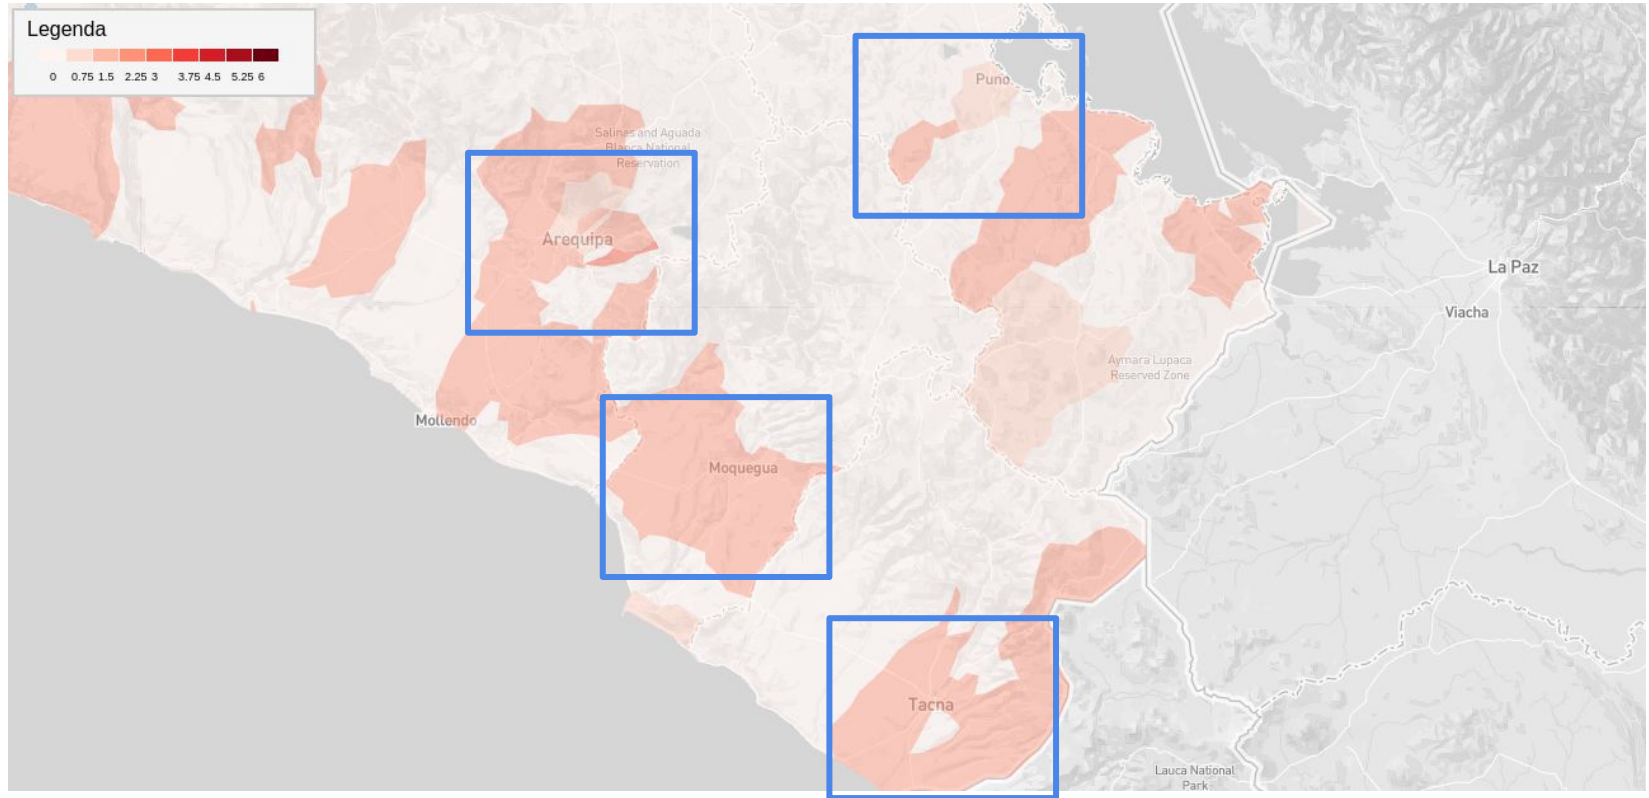 Legenda
0 0.75 1.5 2.25 3 3.75 4.5 5.25 6
Puno
Salinas and Aguada
Blanca National
Reservation
Arequipa
La Paz
Viacha
Aymara Lupaca
Reserved Zone
Mollendo
Moquegua
Tacna
Lauca National
Park